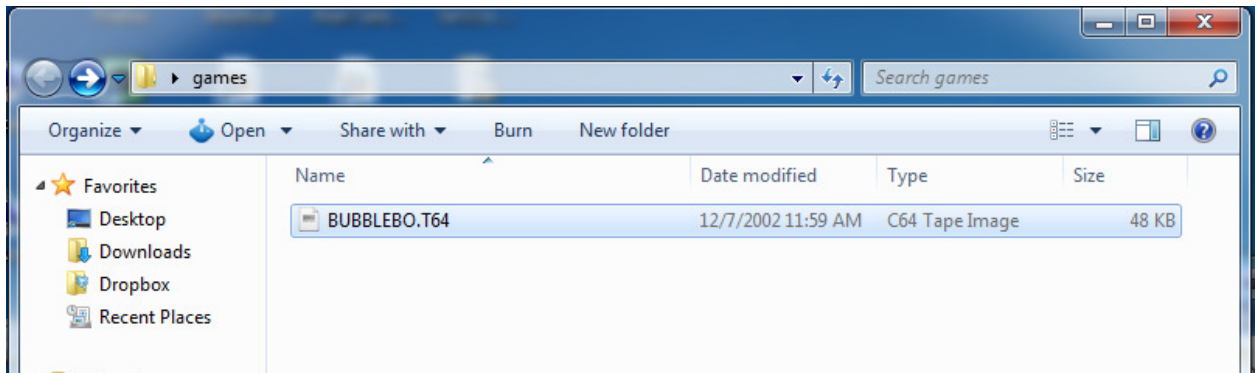 games
Search games
Organize Open Share with Burn New folder
Name Date modified Type Size
Favorites
BUBBLEBO.T64 12/7/2002 11:59 AM C64 Tape Image 48 KB
Desktop
Downloads
Dropbox
Recent Places